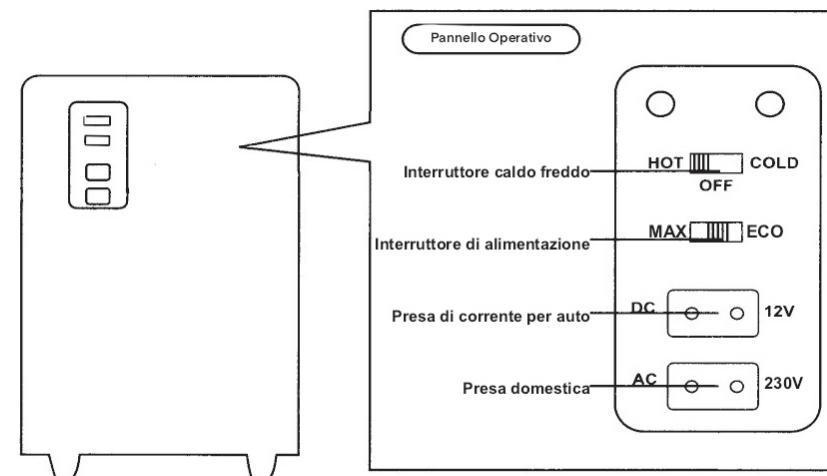 Pannello Operativo
Interruttore caldo freddo
HOT COLD
OFF
Interruttore di alimentazione
MAX ECO
Presa di corrente per auto
DC 12V
Presa domestica
AC 230V